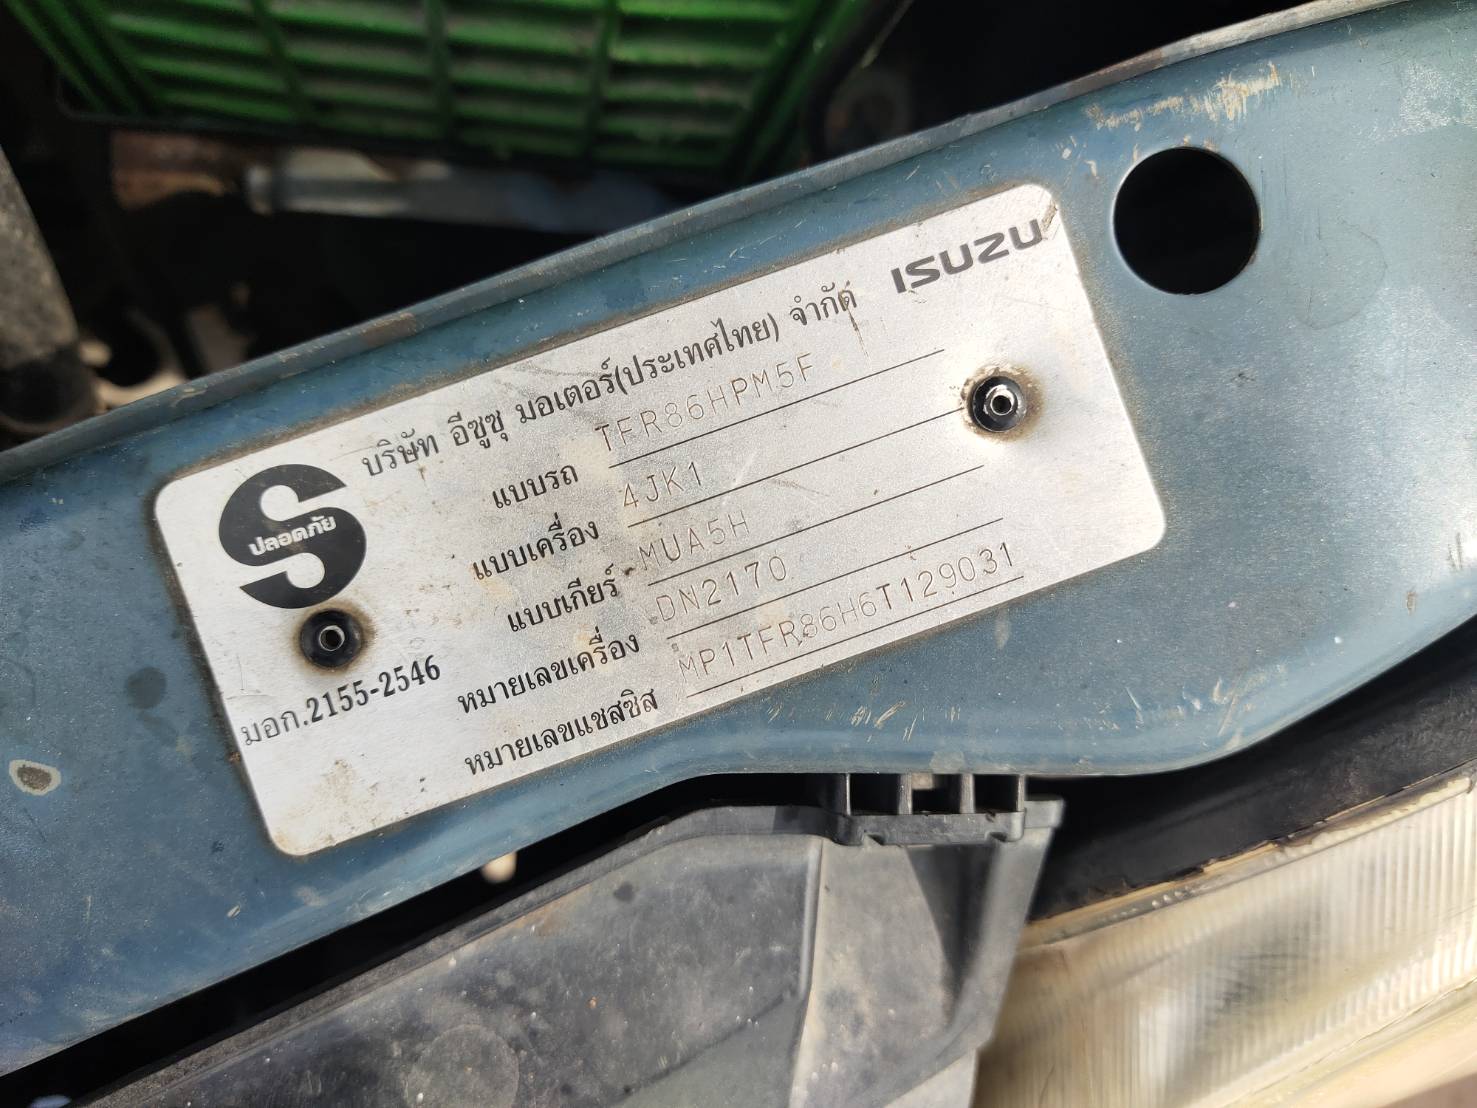 บริษัท อีซูซุ มอเตอร์(ประเทศไทย) จำกัด ISUZU
แบบรถ TFR86HPM5F
แบบเครื่อง 4JK1
แบบเกียร์ MUA5H
หมายเลขเครื่อง DN2170
หมายเลขแชสซิส MP1TFR86H6T129031
S
ปลอดภัย
มอก.2155-2546